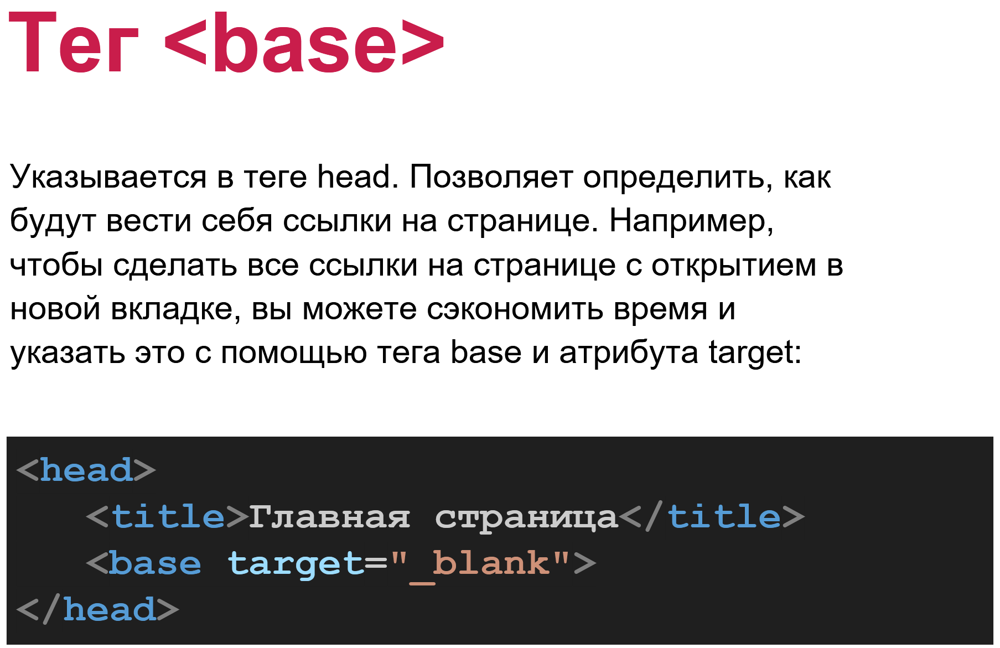 Тег <base>
Указывается в теге head. Позволяет определить, как
будут вести себя ссылки на странице. Например,
чтобы сделать все ссылки на странице с открытием в
новой вкладке, вы можете сэкономить время и
указать это с помощью тега base и атрибута target:
<head>
<title>Главная страница</title>
<base target="_blank">
</head>